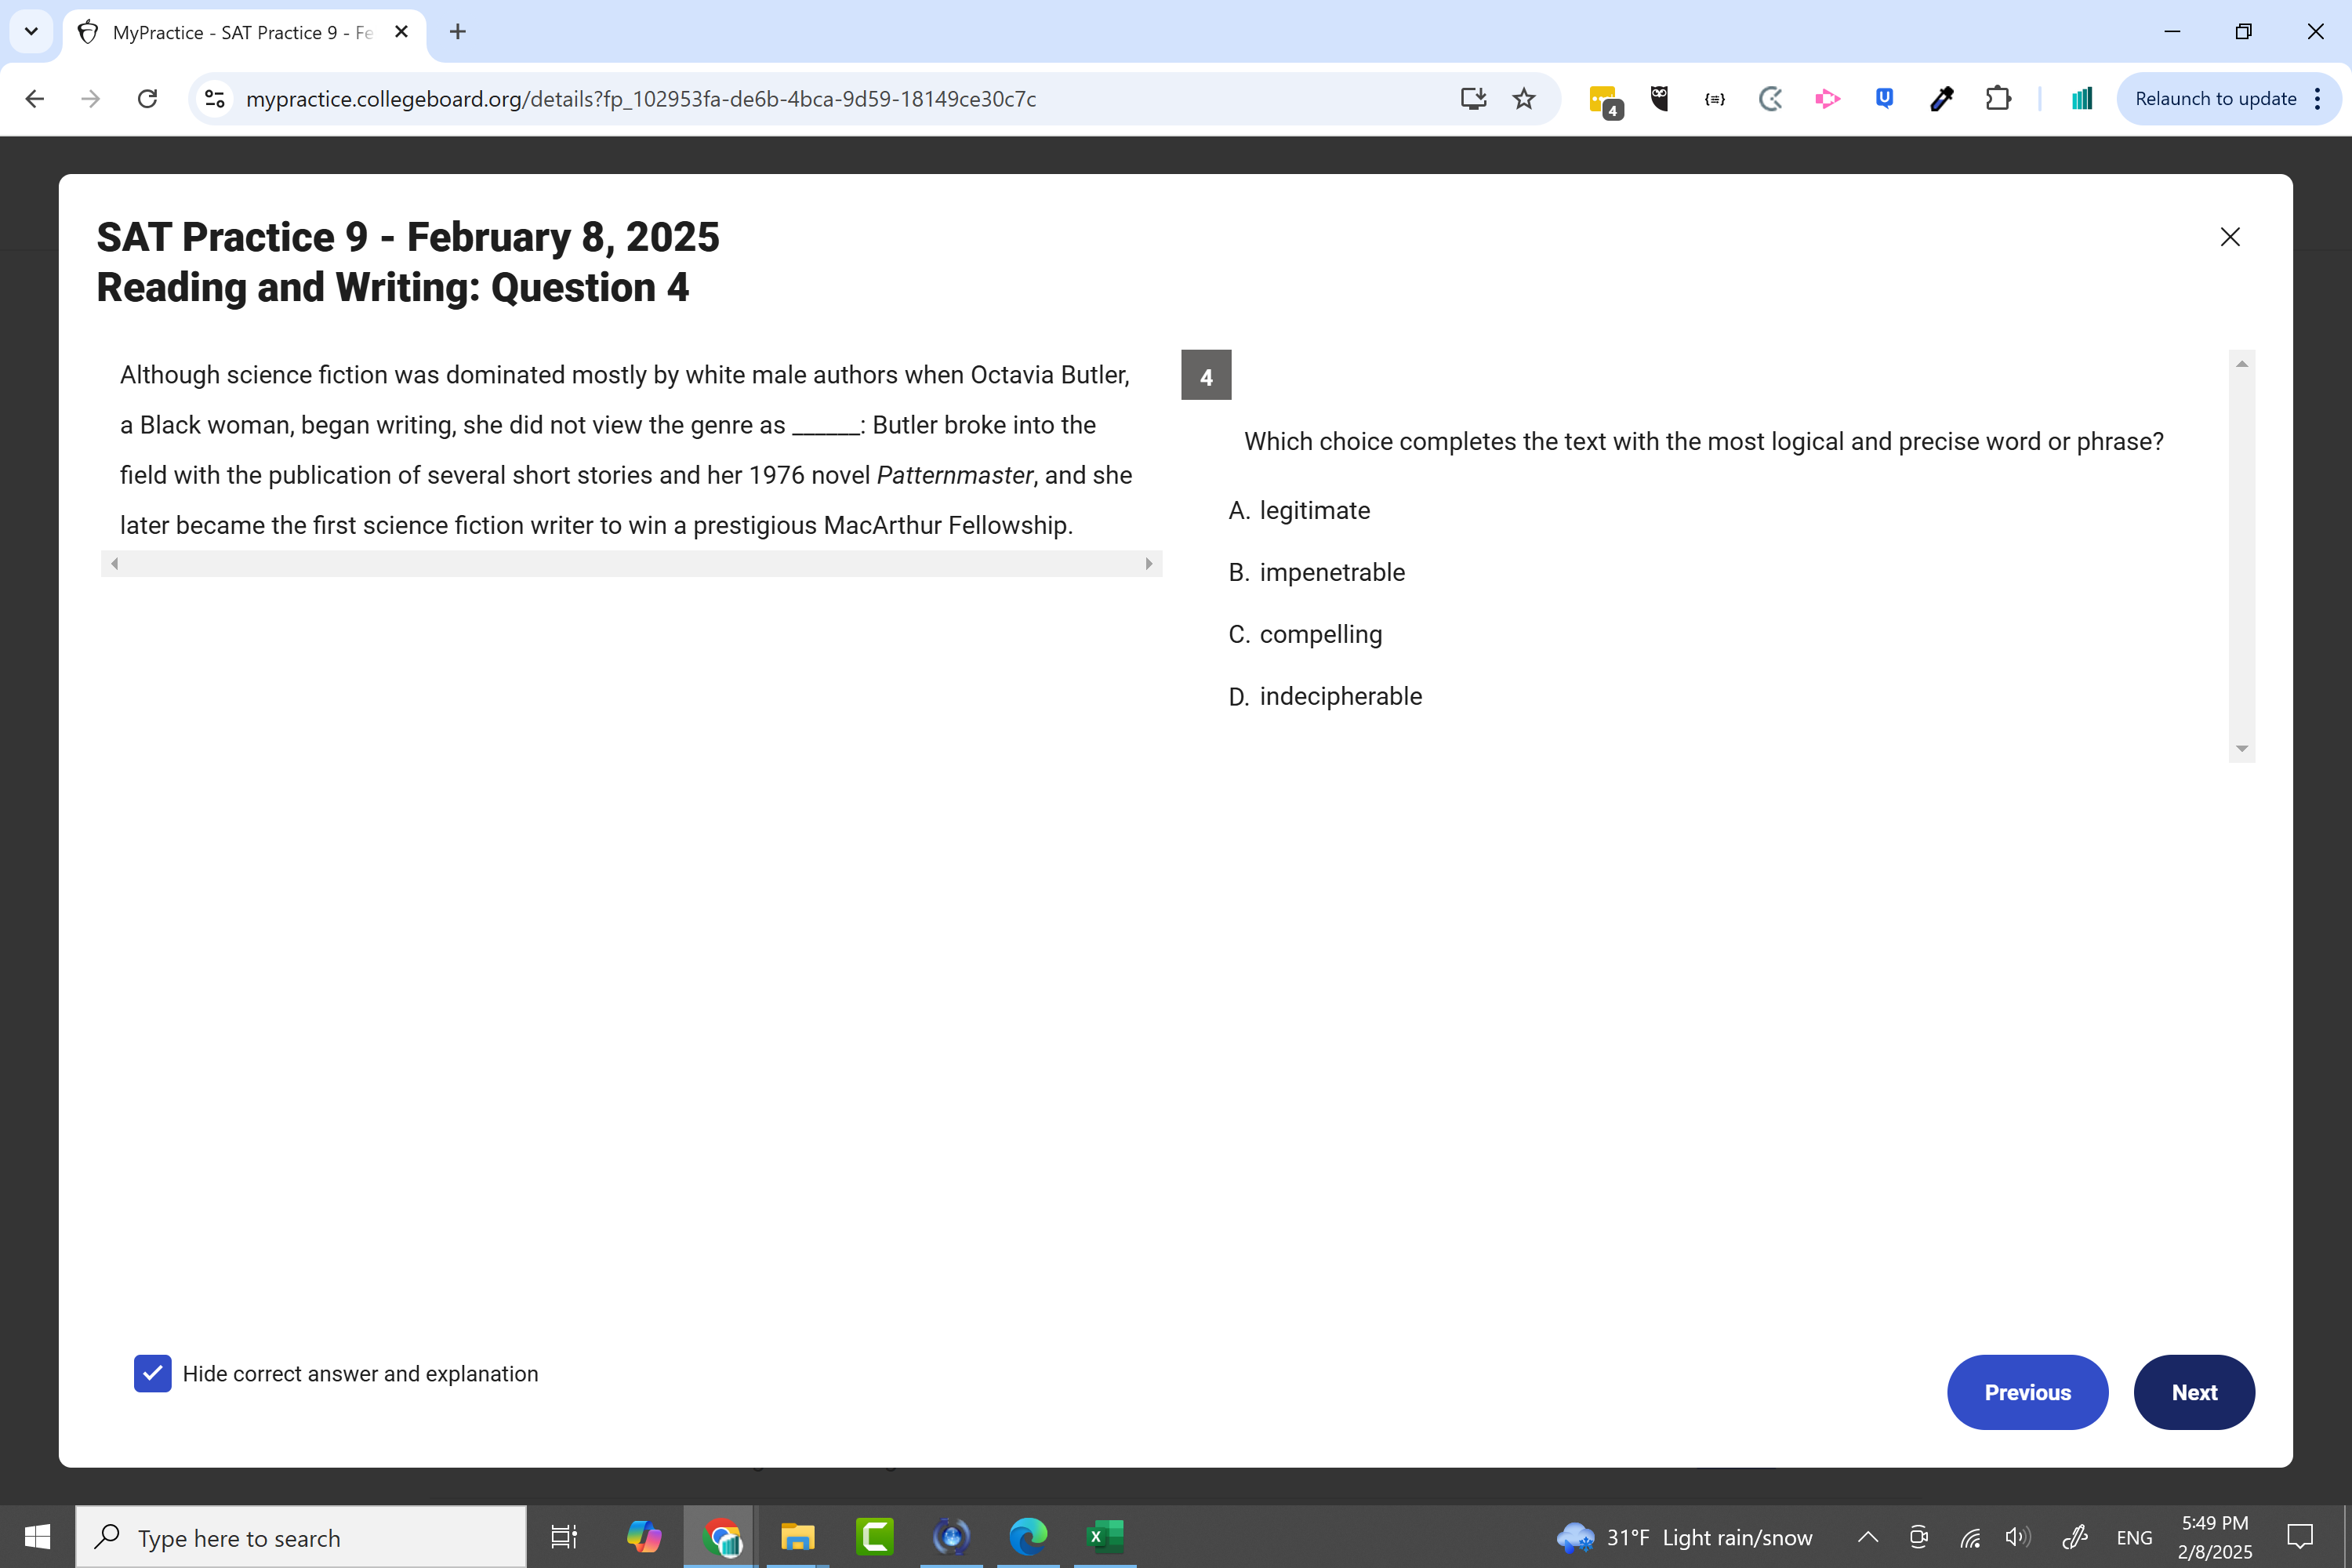 MyPractice - SAT Practice 9 - Fe
mypractice.collegeboard.org/details?fp_102953fa-de6b-4bca-9d59-18149ce30c7c
4
Relaunch to update
SAT Practice 9 - February 8, 2025
Reading and Writing: Question 4
Although science fiction was dominated mostly by white male authors when Octavia Butler,
a Black woman, began writing, she did not view the genre as ______: Butler broke into the
field with the publication of several short stories and her 1976 novel Patternmaster, and she
later became the first science fiction writer to win a prestigious MacArthur Fellowship.
4
Which choice completes the text with the most logical and precise word or phrase?
A. legitimate
B. impenetrable
C. compelling
D. indecipherable
Hide correct answer and explanation
Previous
Next
Type here to search
31°F Light rain/snow
ENG
5:49 PM
2/8/2025